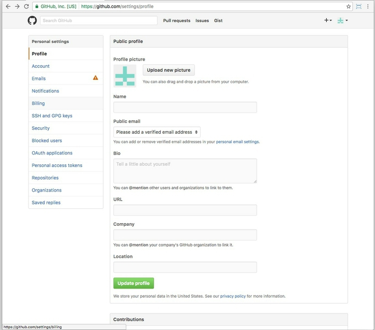 GitHub, Inc. [US] https://github.com/settings/profile
Search GitHub
Pull requests Issues Gist
Personal settings
Profile
Account
Emails
Notifications
Billing
SSH and GPG keys
Security
Blocked users
OAuth applications
Personal access tokens
Repositories
Organizations
Saved replies
Public profile
Profile picture
Upload new picture
You can also drag and drop a picture from your computer.
Name
Public email
Please add a verified email address
You can add or remove verified email addresses in your personal email settings.
Bio
Tell a little about yourself
You can @mention other users and organizations to link to them.
URL
Company
You can @mention your company's GitHub organization to link it.
Location
Update profile
We store your personal data in the United States. See our privacy policy for more information.
Contributions
https://github.com/settings/billing